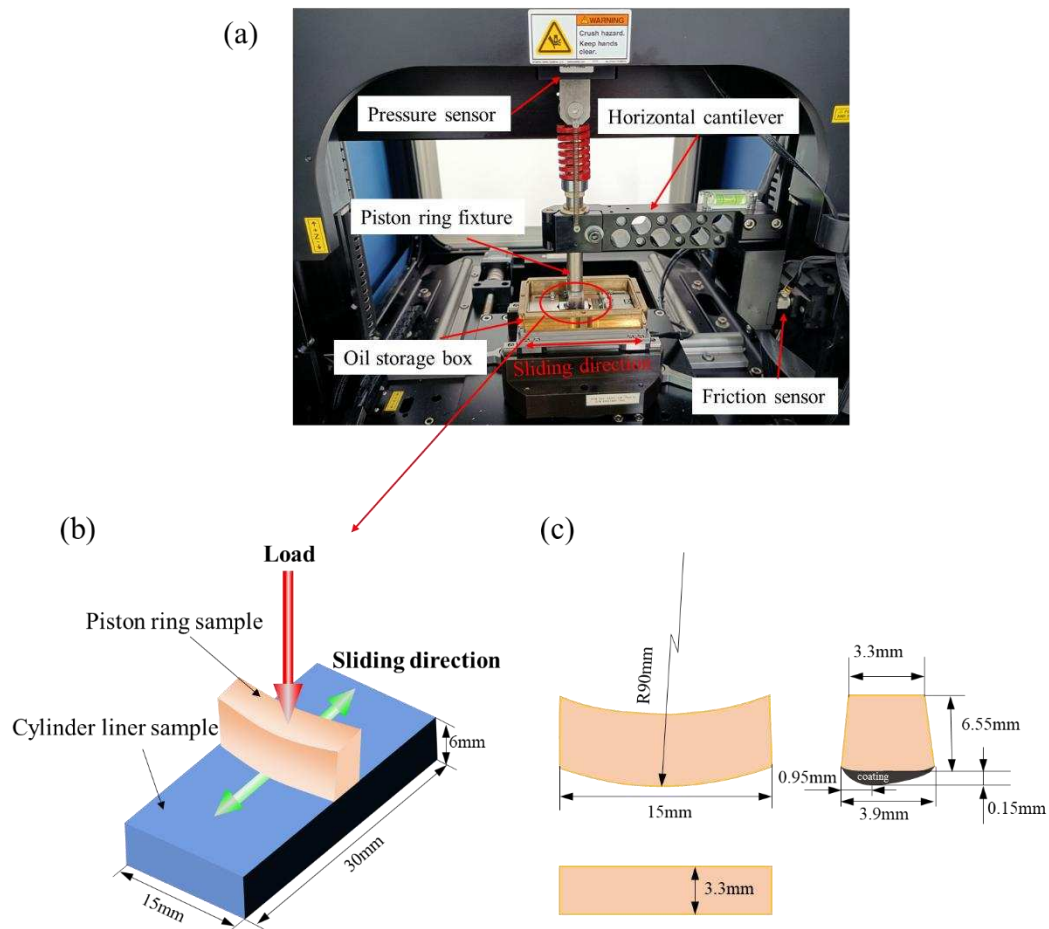 (a)
WARNING
Crush hazard.
Keep hands
clear.
Pressure sensor
Horizontal cantilever
Piston ring fixture
Oil storage box
Sliding direction
Friction sensor
(b)
Load
Piston ring sample
Sliding direction
Cylinder liner sample
6mm
30mm
15mm
(c)
R90mm
15mm
3.3mm
3.3mm
6.55mm
0.95mm
coating
0.15mm
3.9mm